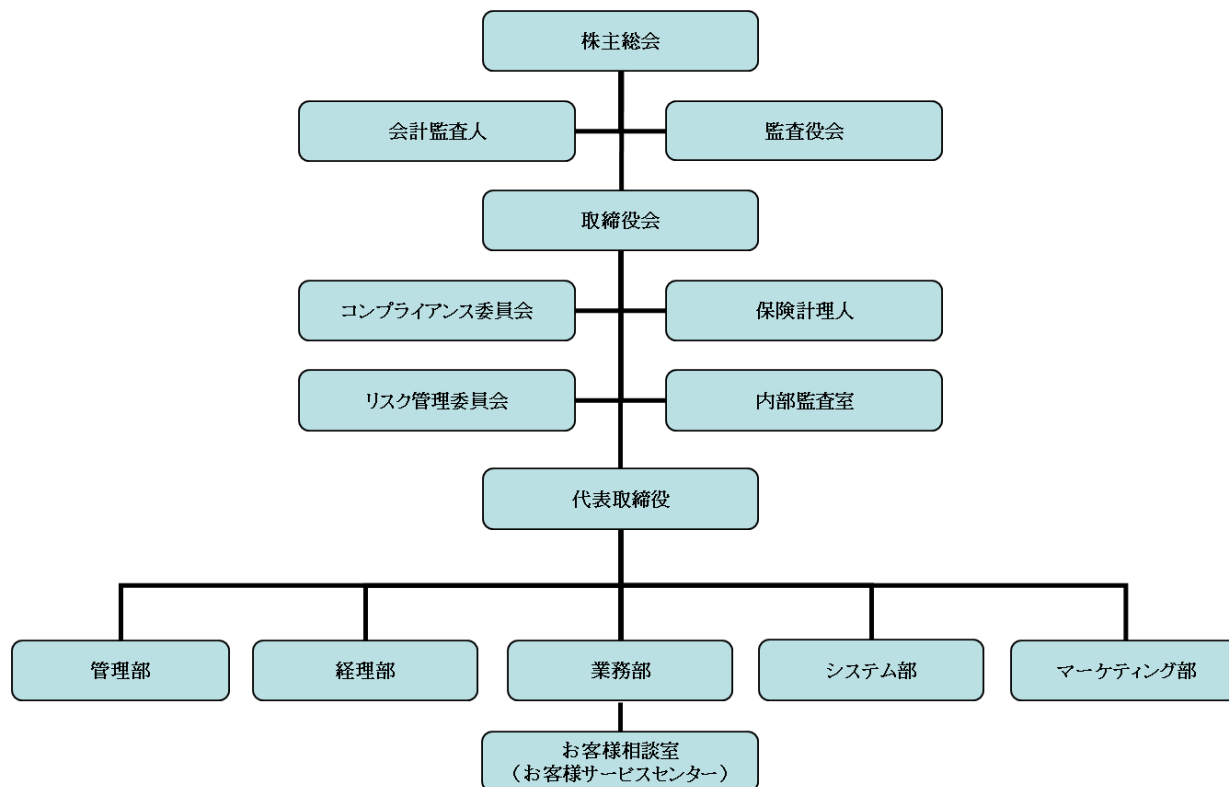 株主総会
会計監査人
監査役会
取締役会
コンプライアンス委員会
保険計理人
リスク管理委員会
内部監査室
代表取締役
管理部
経理部
業務部
システム部
マーケティング部
お客様相談室
（お客様サービスセンター）